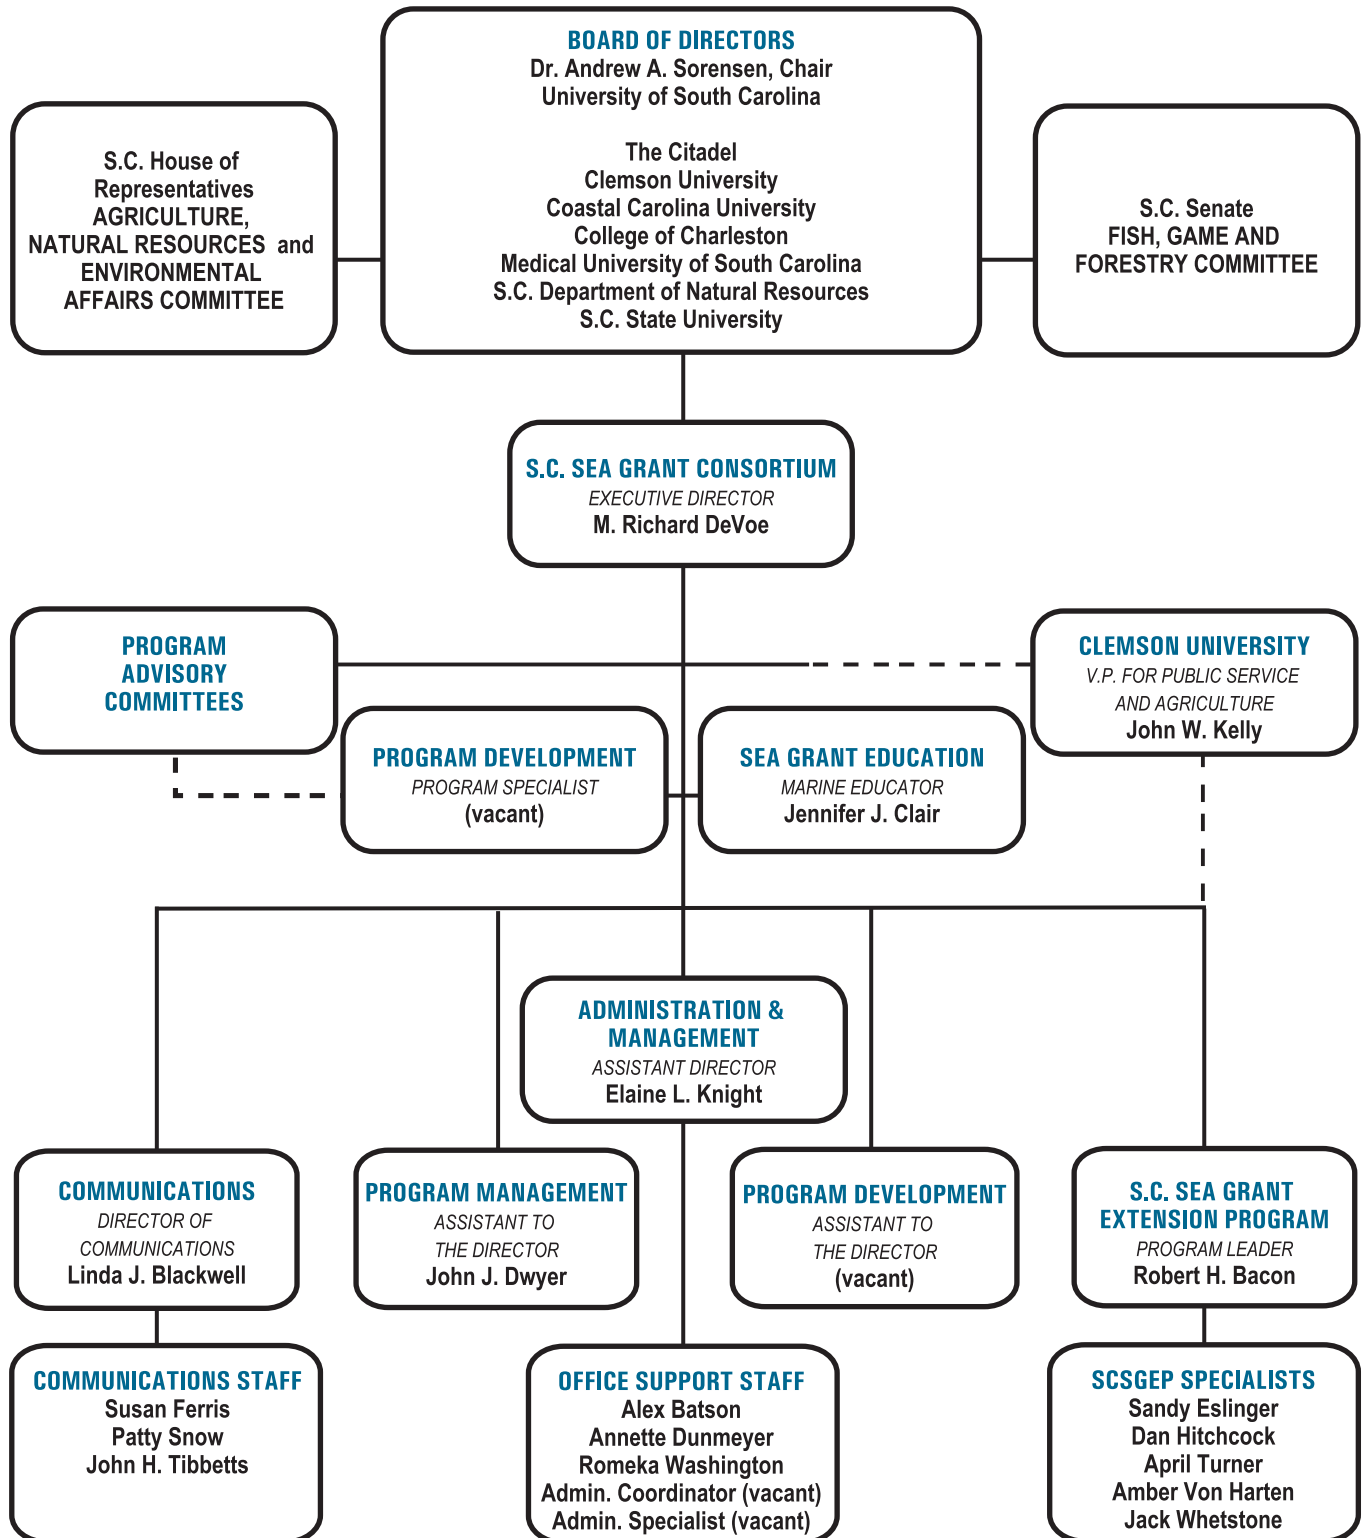 BOARD OF DIRECTORS
Dr. Andrew A. Sorensen, Chair
University of South Carolina
The Citadel
Clemson University
Coastal Carolina University
College of Charleston
Medical University of South Carolina
S.C. Department of Natural Resources
S.C. State University
S.C. House of
Representatives
AGRICULTURE,
NATURAL RESOURCES and
ENVIRONMENTAL
AFFAIRS COMMITTEE
S.C. Senate
FISH, GAME AND
FORESTRY COMMITTEE
S.C. SEA GRANT CONSORTIUM
EXECUTIVE DIRECTOR
M. Richard DeVoe
PROGRAM
ADVISORY
COMMITTEES
CLEMSON UNIVERSITY
V.P. FOR PUBLIC SERVICE
AND AGRICULTURE
John W. Kelly
PROGRAM DEVELOPMENT
PROGRAM SPECIALIST
(vacant)
SEA GRANT EDUCATION
MARINE EDUCATOR
Jennifer J. Clair
ADMINISTRATION &
MANAGEMENT
ASSISTANT DIRECTOR
Elaine L. Knight
COMMUNICATIONS
DIRECTOR OF
COMMUNICATIONS
Linda J. Blackwell
PROGRAM MANAGEMENT
ASSISTANT TO
THE DIRECTOR
John J. Dwyer
PROGRAM DEVELOPMENT
ASSISTANT TO
THE DIRECTOR
(vacant)
S.C. SEA GRANT
EXTENSION PROGRAM
PROGRAM LEADER
Robert H. Bacon
COMMUNICATIONS STAFF
Susan Ferris
Patty Snow
John H. Tibbetts
OFFICE SUPPORT STAFF
Alex Batson
Annette Dunmeyer
Romeka Washington
Admin. Coordinator (vacant)
Admin. Specialist (vacant)
SCSGEP SPECIALISTS
Sandy Eslinger
Dan Hitchcock
April Turner
Amber Von Harten
Jack Whetstone